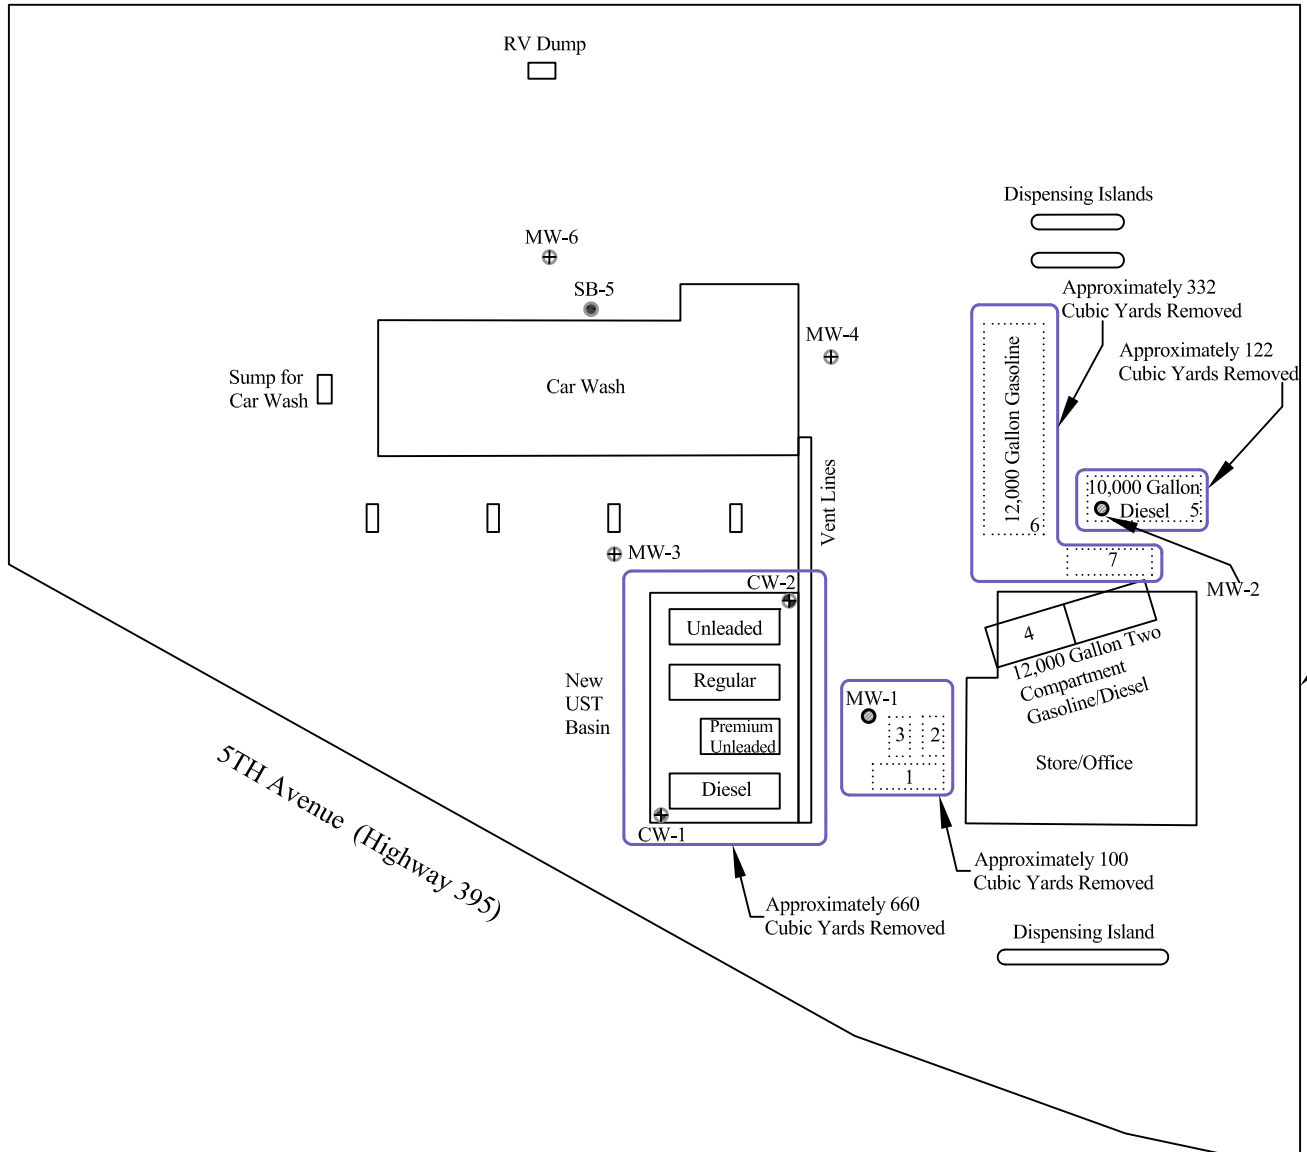 RV Dump
Dispensing Islands
MW-6
SB-5
Approximately 332
Cubic Yards Removed
MW-4
Approximately 122
Cubic Yards Removed
Sump for
Car Wash
Car Wash
12,000 Gallon Gasoline
6
10,000 Gallon
Diesel
5
Vent Lines
MW-3
7
CW-2
MW-2
Unleaded
4
12,000 Gallon Two
Compartment
Gasoline/Diesel
New
UST
Basin
Regular
MW-1
Premium
Unleaded
3
2
Store/Office
1
Diesel
CW-1
5TH Avenue (Highway 395)
Approximately 100
Cubic Yards Removed
Approximately 660
Cubic Yards Removed
Dispensing Island